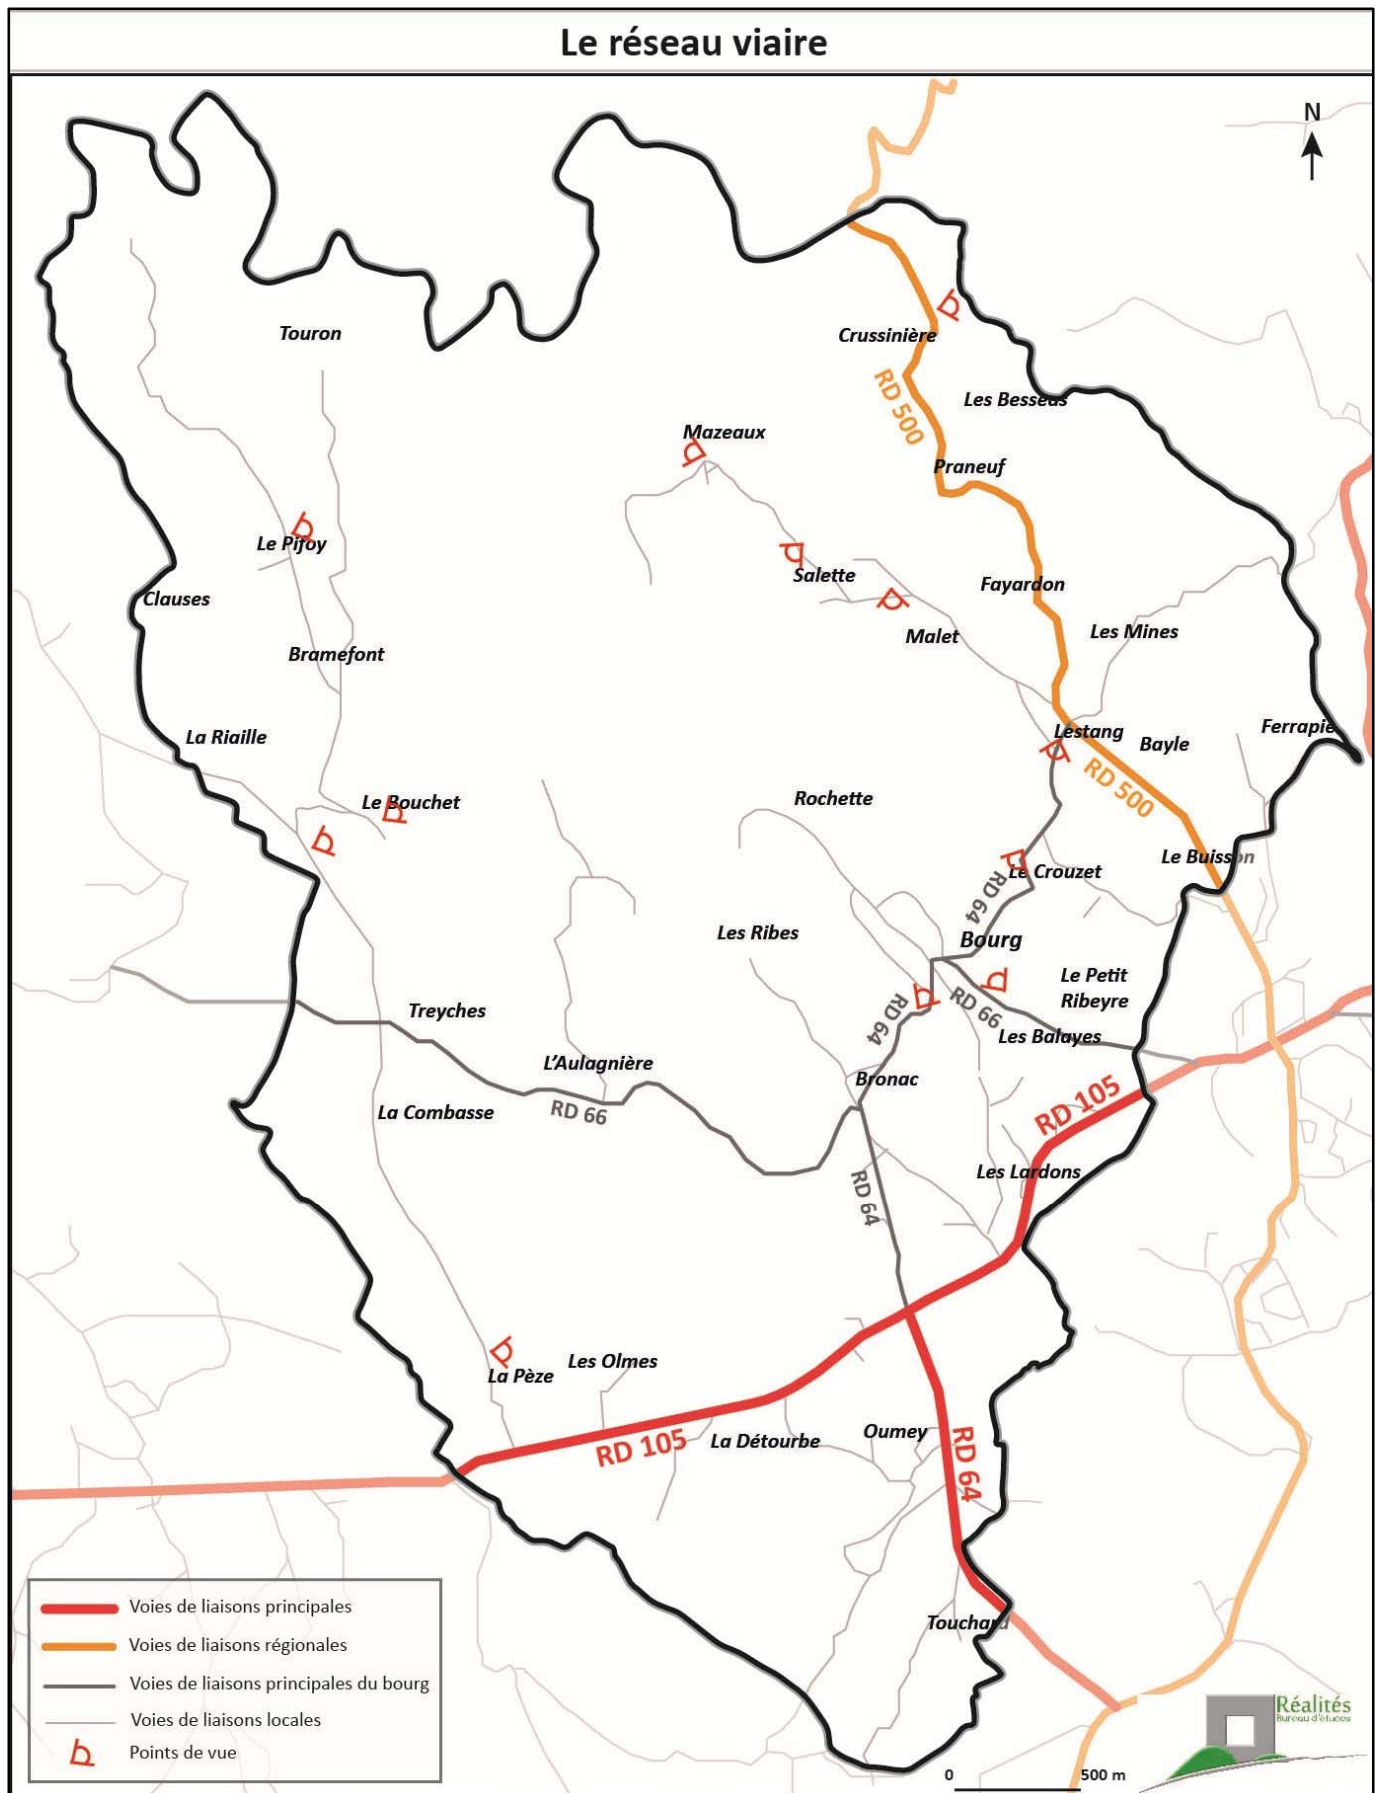 Le réseau viaire
N
Touron
Crussinière
RD 500
Les Besseas
Mazeaux
Praneuf
Le Pifoy
Salette
Fayardon
Clauses
Malet
Les Mines
Bramefont
La Riaille
Lestang
Bayle
Ferrapie
RD 500
Le Bouchet
Rochette
Le Buisson
Le Crouzet
RD 64
Les Ribes
Bourg
Le Petit
Ribeyre
Treyches
RD 64
RD 66
Les Balayes
L'Aulagnière
Bronac
RD 66
La Combasse
RD 105
Les Lardons
RD 64
La Pèze
Les Olmes
RD 105
La Détourbe
Oumey
RD 64
Touchard
Voies de liaisons principales
Voies de liaisons régionales
Voies de liaisons principales du bourg
Voies de liaisons locales
Points de vue
Réalités
Bureau d'études
0 500 m